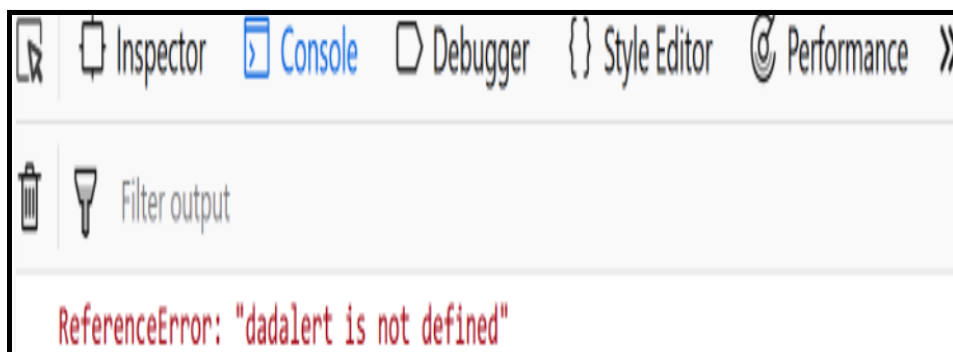 Inspector Console Debugger { } Style Editor Performance »
Filter output
ReferenceError: "dadalert is not defined"